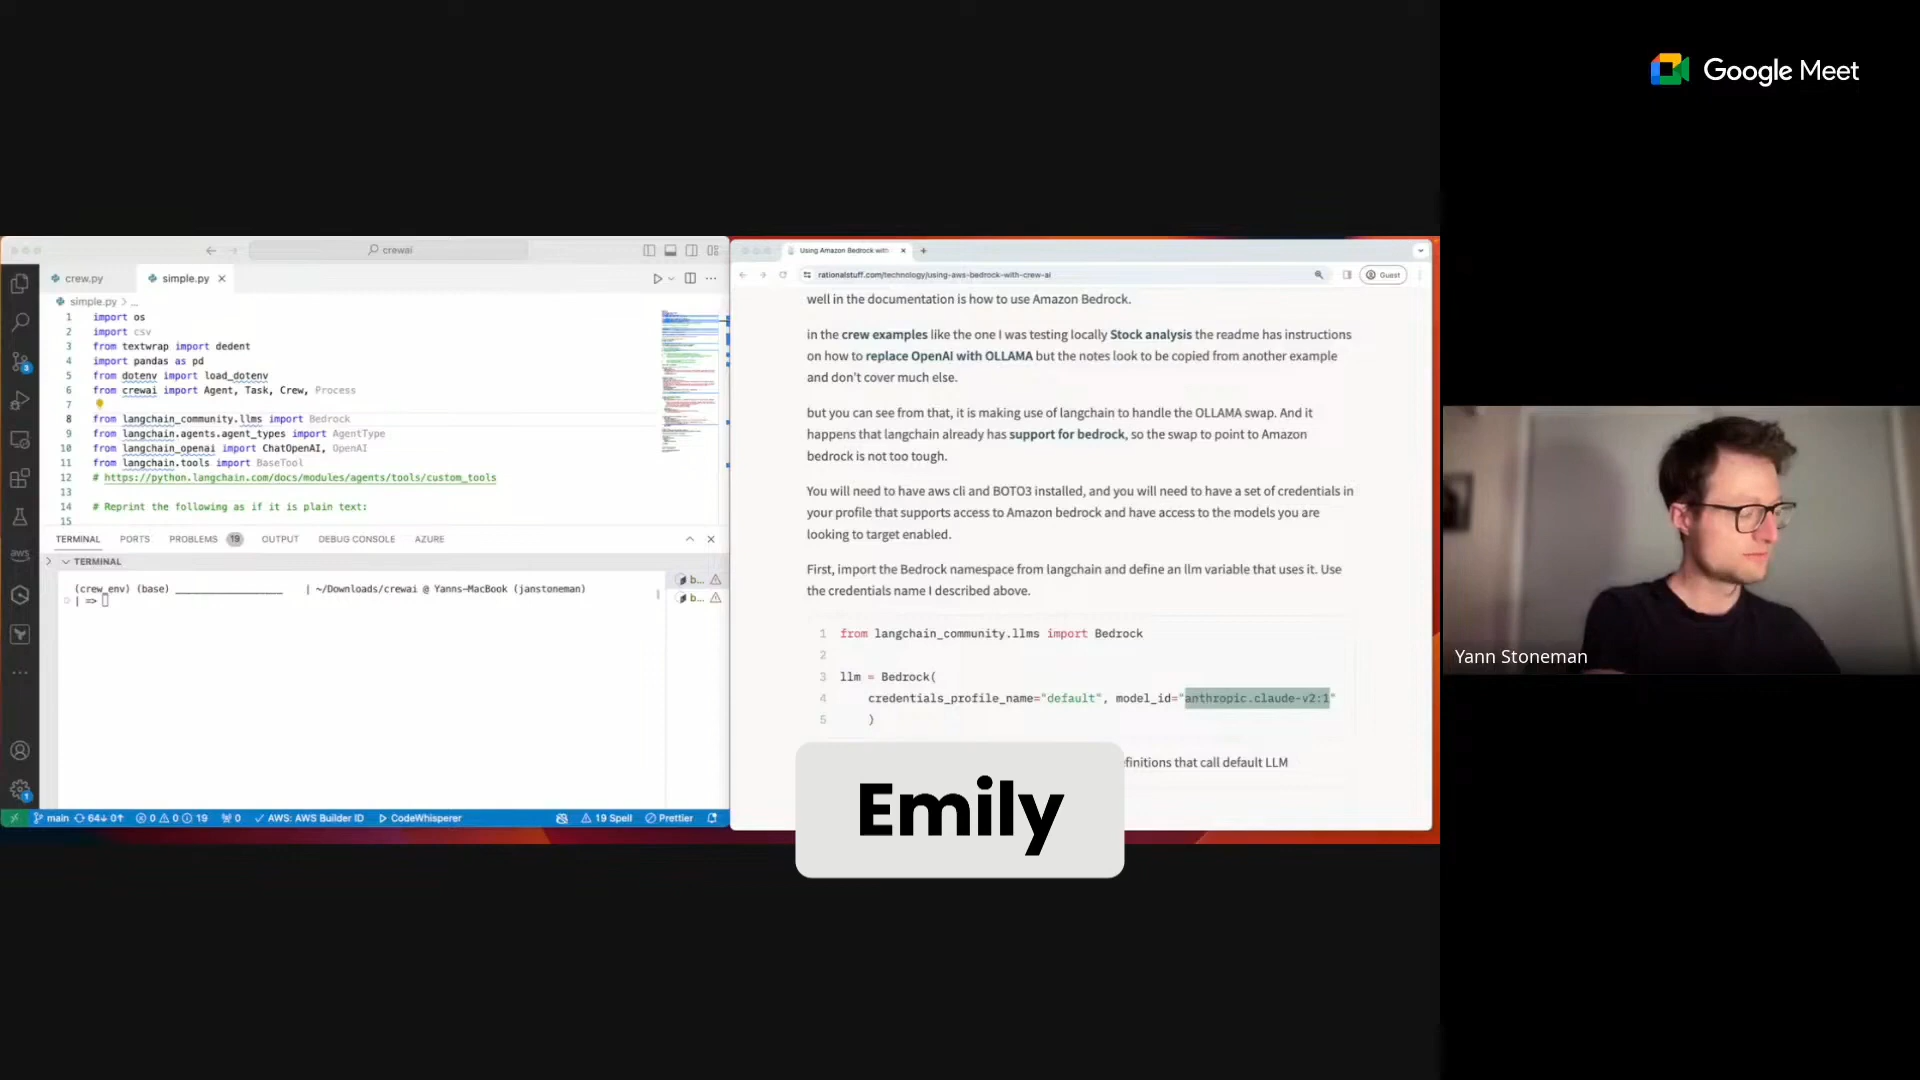 Google Meet
crewai
crew.py
simple.py
simple.py > ...
1 import os
2 import csv
3 from textwrap import dedent
4 import pandas as pd
5 from dotenv import load_dotenv
6 from crewai import Agent, Task, Crew, Process
7
8 from langchain_community.llms import Bedrock
9 from langchain.agents.agent_types import AgentType
10 from langchain_openai import ChatOpenAI, OpenAI
11 from langchain.tools import BaseTool
12 # https://python.langchain.com/docs/modules/agents/tools/custom_tools
13
14 # Reprint the following as if it is plain text:
15
TERMINAL PORTS PROBLEMS 19 OUTPUT DEBUG CONSOLE AZURE
TERMINAL
(crew_env) (base) ____________________ | ~/Downloads/crewai @ Yanns-MacBook (janstoneman)
| =>
b...
b...
aws
3
1
main 64↓ 0↑ 0 0 19 0 AWS: AWS Builder ID CodeWhisperer 19 Spell Prettier
Using Amazon Bedrock with
rationalstuff.com/technology/using-aws-bedrock-with-crew-ai
Guest
well in the documentation is how to use Amazon Bedrock.
in the crew examples like the one I was testing locally Stock analysis the readme has instructions
on how to replace OpenAI with OLLAMA but the notes look to be copied from another example
and don't cover much else.
but you can see from that, it is making use of langchain to handle the OLLAMA swap. And it
happens that langchain already has support for bedrock, so the swap to point to Amazon
bedrock is not too tough.
You will need to have aws cli and BOTO3 installed, and you will need to have a set of credentials in
your profile that supports access to Amazon bedrock and have access to the models you are
looking to target enabled.
First, import the Bedrock namespace from langchain and define an llm variable that uses it. Use
the credentials name I described above.
1 from langchain_community.llms import Bedrock
2
3 llm = Bedrock(
4 credentials_profile_name="default", model_id="anthropic.claude-v2:1"
5 )
efinitions that call default LLM
Emily
Yann Stoneman